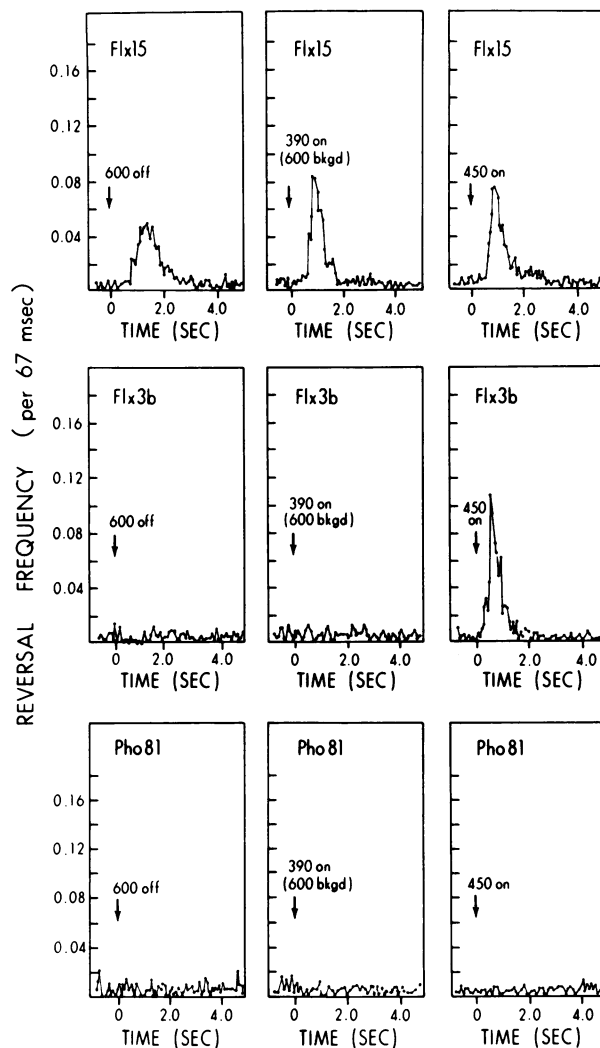 REVERSAL FREQUENCY (per 67 msec)
Flx15
0.16
0.12
0.08
0.04
600 off
0 2.0 4.0
TIME (SEC)
Flx15
390 on
(600 bkgd)
0 2.0 4.0
TIME (SEC)
Flx15
450 on
0 2.0 4.0
TIME (SEC)
Flx3b
0.16
0.12
0.08
0.04
600 off
0 2.0 4.0
TIME (SEC)
Flx3b
390 on
(600 bkgd)
0 2.0 4.0
TIME (SEC)
Flx3b
450
on
0 2.0 4.0
TIME (SEC)
Pho81
0.16
0.12
0.08
0.04
600 off
0 2.0 4.0
TIME (SEC)
Pho81
390 on
(600 bkgd)
0 2.0 4.0
TIME (SEC)
Pho81
450 on
0 2.0 4.0
TIME (SEC)